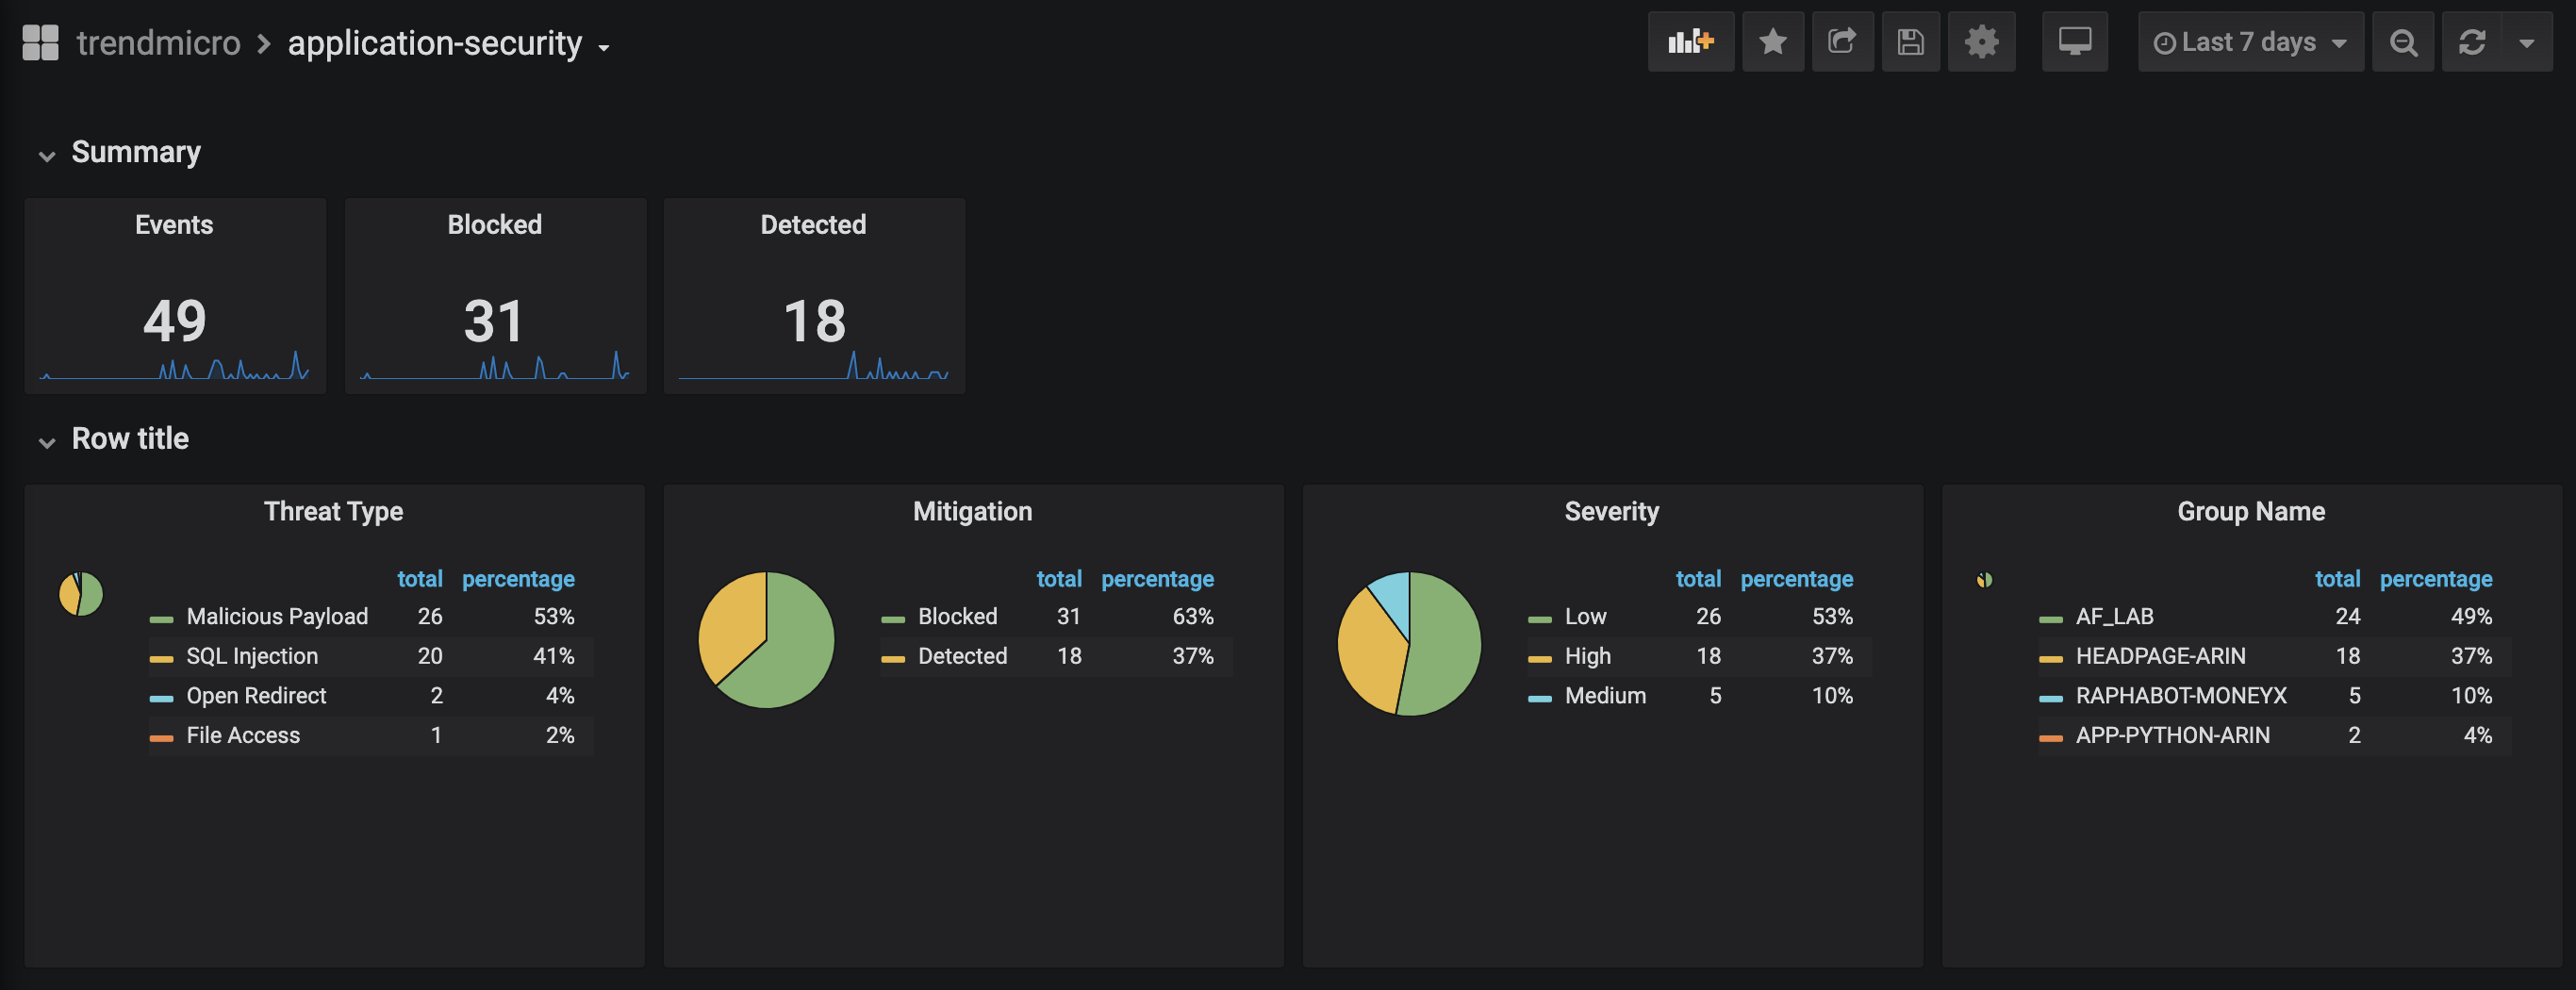 trendmicro > application-security
Last 7 days
Summary
Events
49
Blocked
31
Detected
18
Row title
Threat Type
total percentage
Malicious Payload 26 53%
SQL Injection 20 41%
Open Redirect 2 4%
File Access 1 2%
Mitigation
total percentage
Blocked 31 63%
Detected 18 37%
Severity
total percentage
Low 26 53%
High 18 37%
Medium 5 10%
Group Name
total percentage
AF_LAB 24 49%
HEADPAGE-ARIN 18 37%
RAPHABOT-MONEYX 5 10%
APP-PYTHON-ARIN 2 4%